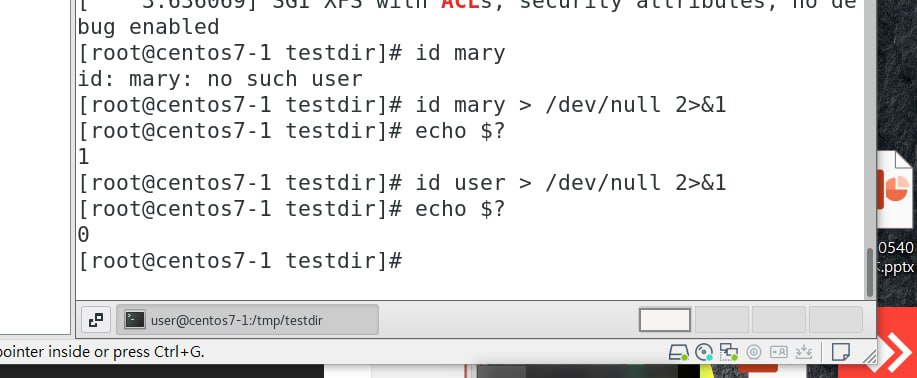 [    3.636069] SGI XFS with ACLs, security attributes, no de
bug enabled
[root@centos7-1 testdir]# id mary
id: mary: no such user
[root@centos7-1 testdir]# id mary > /dev/null 2>&1
[root@centos7-1 testdir]# echo $?
1
[root@centos7-1 testdir]# id user > /dev/null 2>&1
[root@centos7-1 testdir]# echo $?
0
[root@centos7-1 testdir]#
0540
.pptx
user@centos7-1:/tmp/testdir
pointer inside or press Ctrl+G.